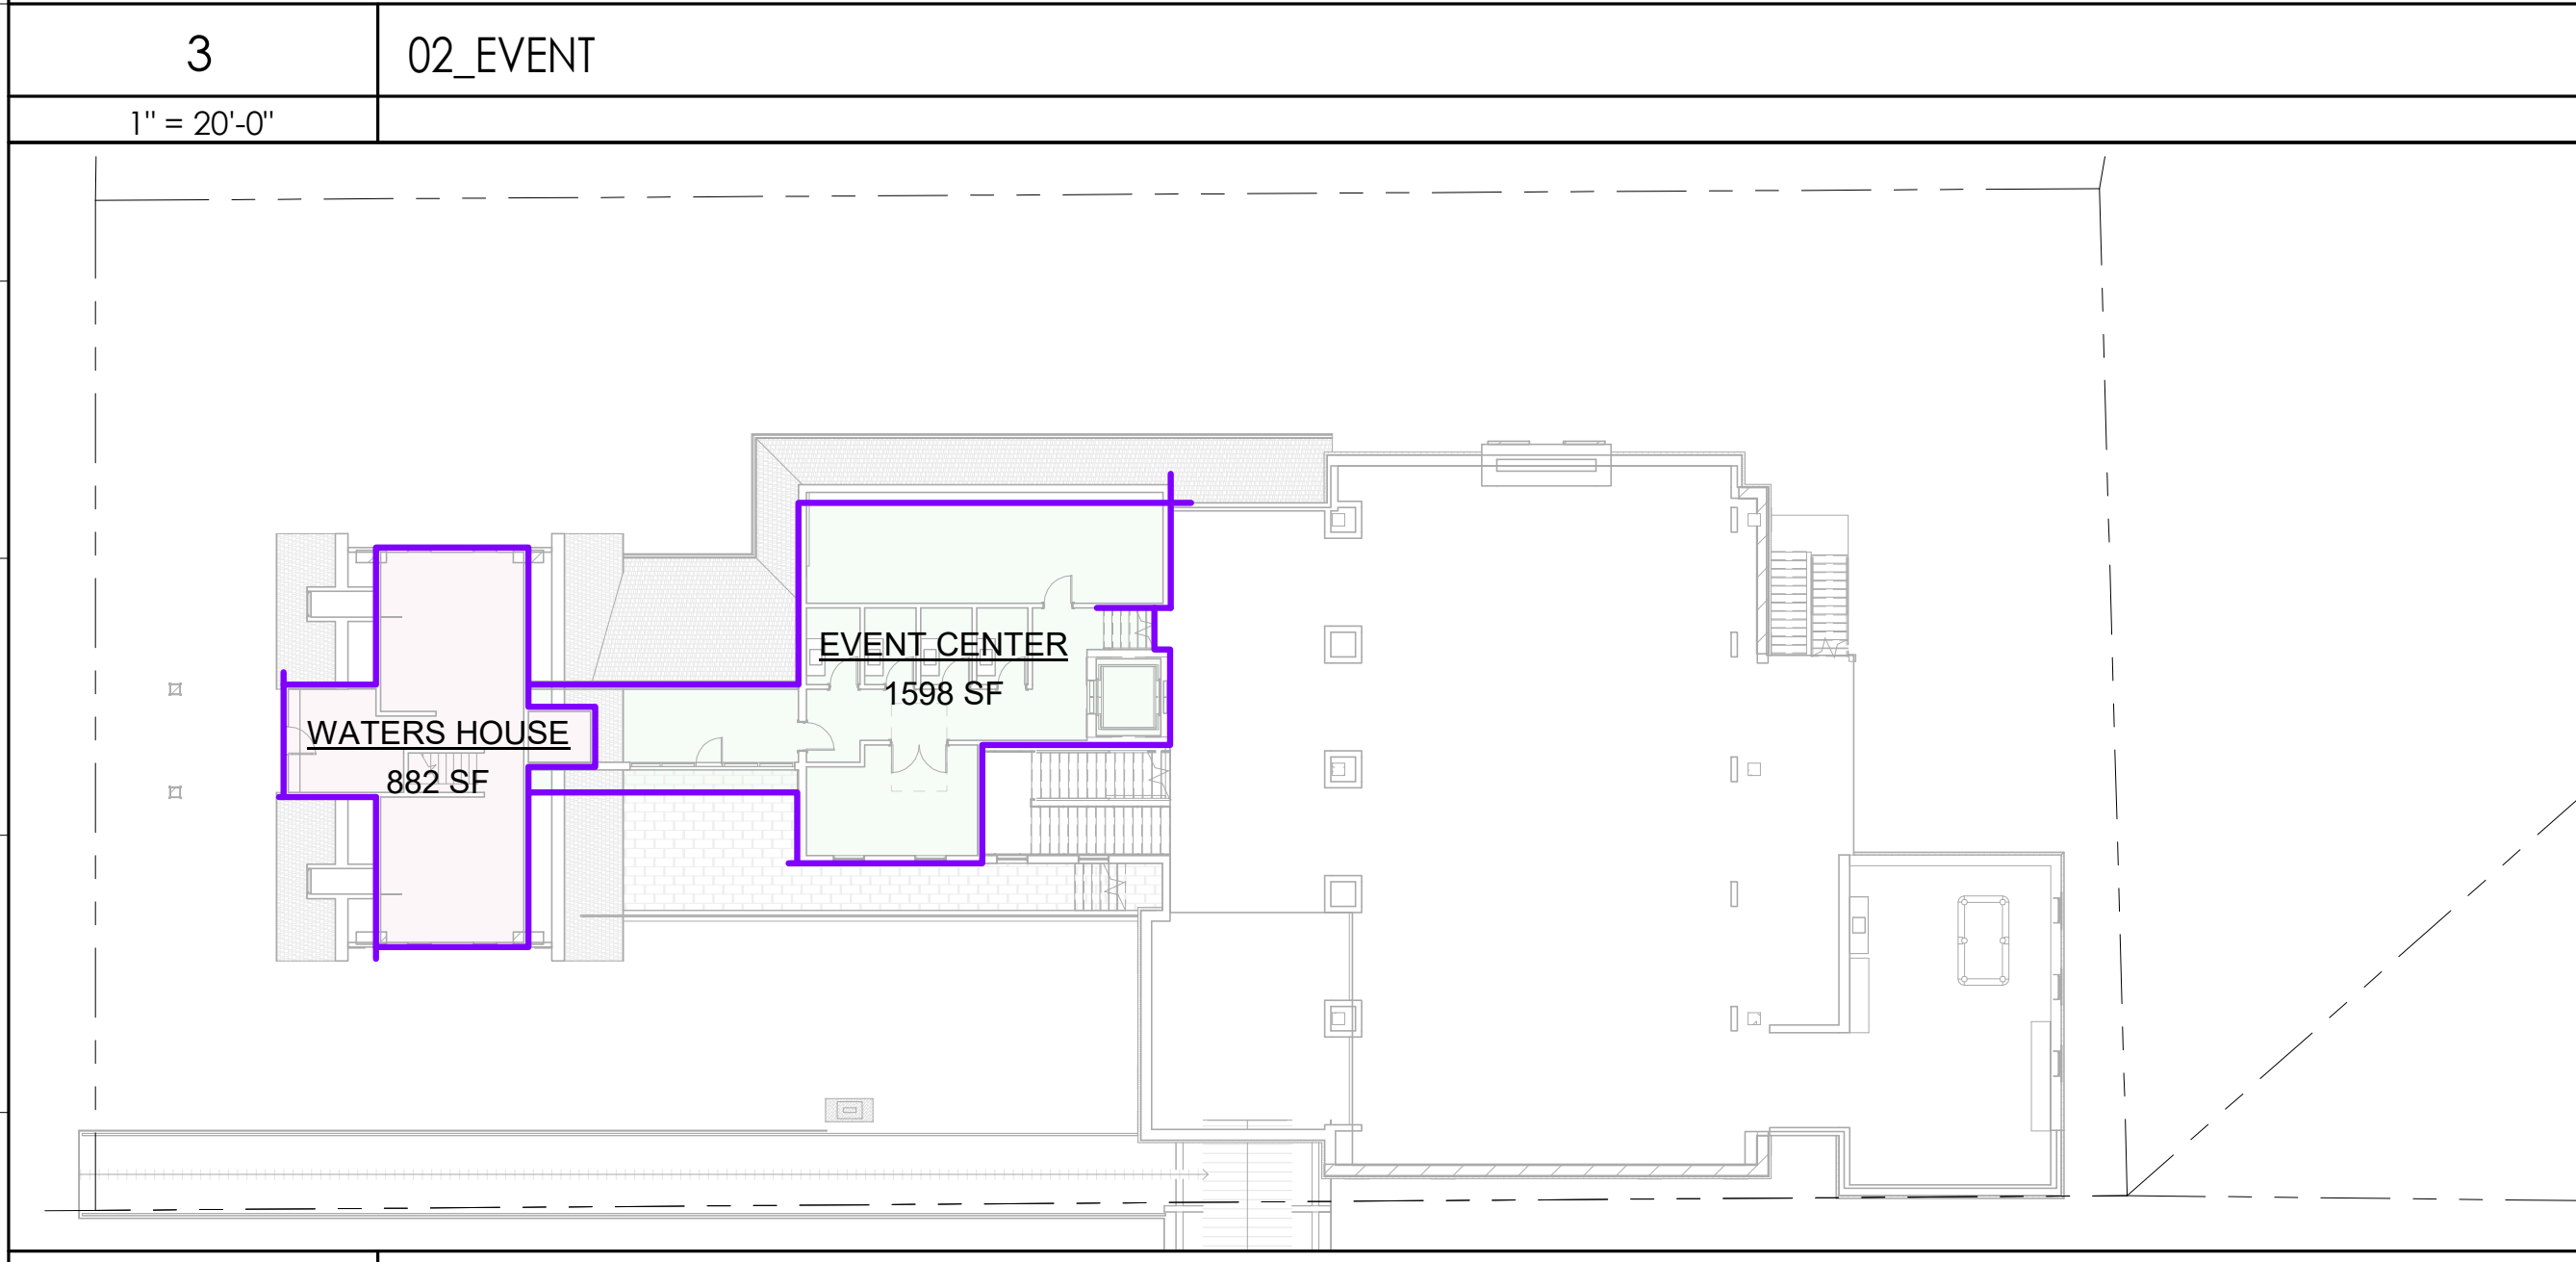 3
02_EVENT
1" = 20'-0"
EVENT CENTER
1598 SF
WATERS HOUSE
882 SF